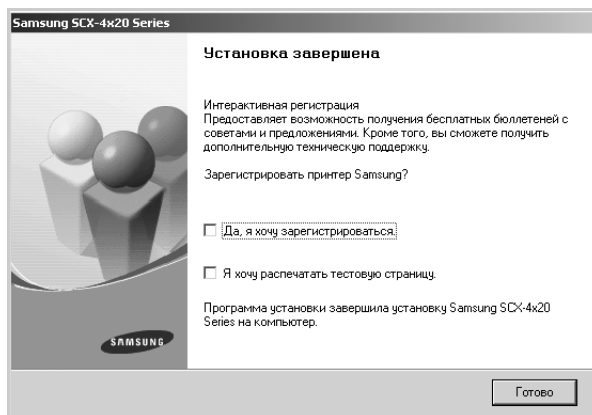 Samsung SCX-4x20 Series
Установка завершена
Интерактивная регистрация
Предоставляет возможность получения бесплатных бюллетеней с
советами и предложениями. Кроме того, вы сможете получить
дополнительную техническую поддержку.
Зарегистрировать принтер Samsung?
Да, я хочу зарегистрироваться.
Я хочу распечатать тестовую страницу.
Программа установки завершила установку Samsung SCX-4x20
Series на компьютер.
SAMSUNG
Готово